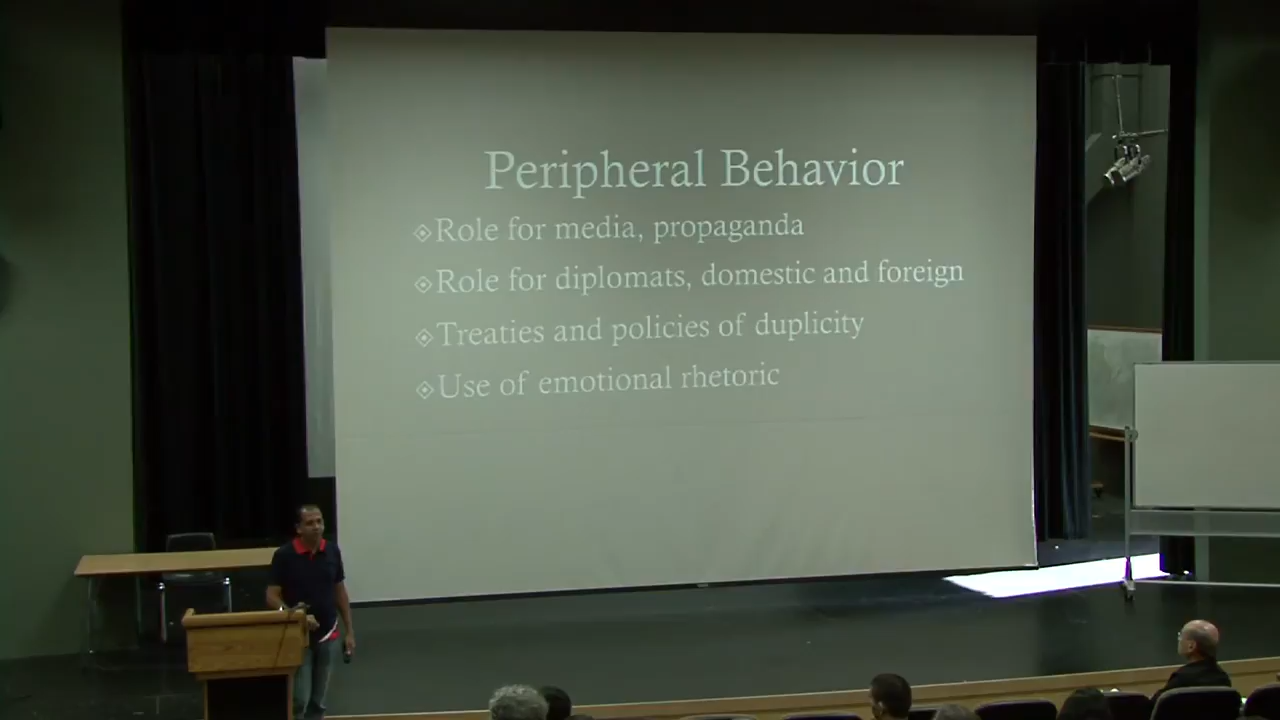 Peripheral Behavior
Role for media, propaganda
Role for diplomats, domestic and foreign
Treaties and policies of duplicity
Use of emotional rhetoric